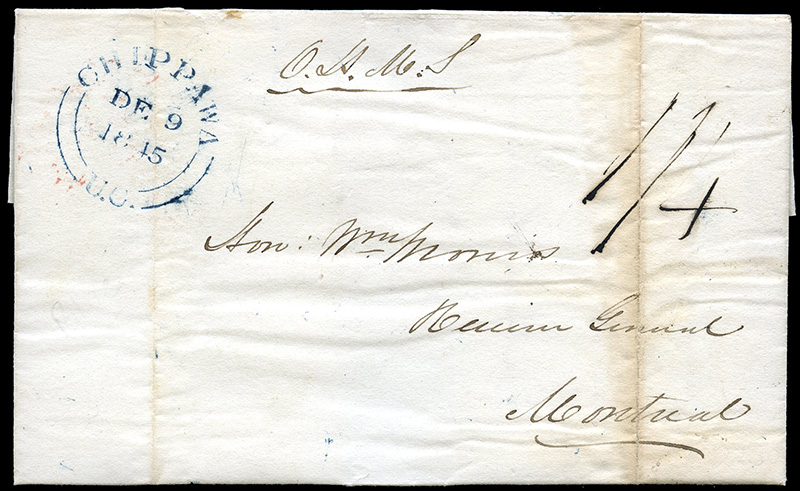 CHIPPAWA
DE 9
1845
U.C.
O.H.M.S
1/4
Hon: Wm Morris
Receiver General
Montreal